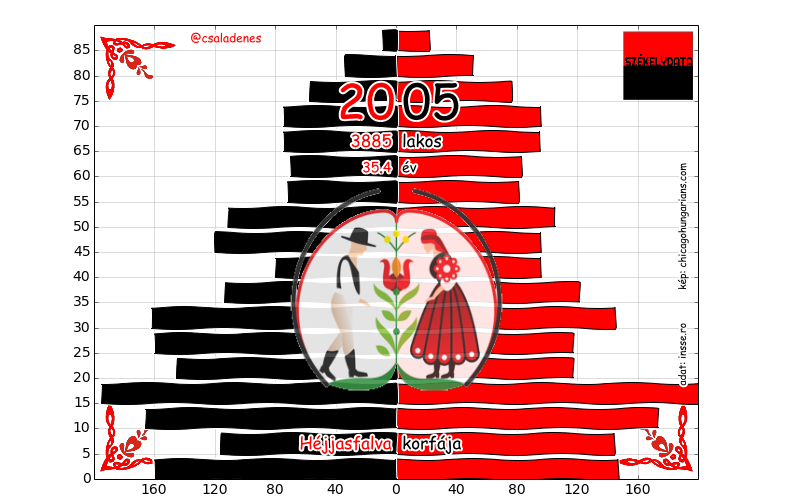 @csaladenes
SZÉKELYDATA
2005
3885 lakos
35.4 év
kép: chicagohungarians.com
adat: insse.ro
Héjjasfalva korfája
85
80
75
70
65
60
55
50
45
40
35
30
25
20
15
10
5
0
160 120 80 40 0 40 80 120 160